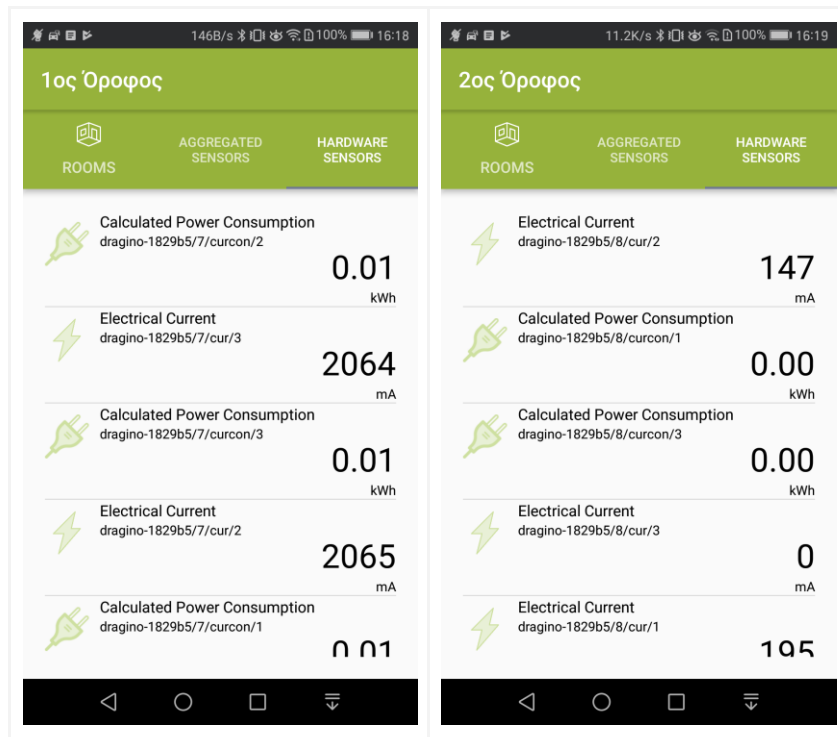 146B/s 100% 16:18
1ος Όροφος
ROOMS
AGGREGATED
SENSORS
HARDWARE
SENSORS
Calculated Power Consumption
dragino-1829b5/7/curcon/2
0.01
kWh
Electrical Current
dragino-1829b5/7/cur/3
2064
mA
Calculated Power Consumption
dragino-1829b5/7/curcon/3
0.01
kWh
Electrical Current
dragino-1829b5/7/cur/2
2065
mA
Calculated Power Consumption
dragino-1829b5/7/curcon/1
0.01
11.2K/s 100% 16:19
2ος Όροφος
ROOMS
AGGREGATED
SENSORS
HARDWARE
SENSORS
Electrical Current
dragino-1829b5/8/cur/2
147
mA
Calculated Power Consumption
dragino-1829b5/8/curcon/1
0.00
kWh
Calculated Power Consumption
dragino-1829b5/8/curcon/3
0.00
kWh
Electrical Current
dragino-1829b5/8/cur/3
0
mA
Electrical Current
dragino-1829b5/8/cur/1
195